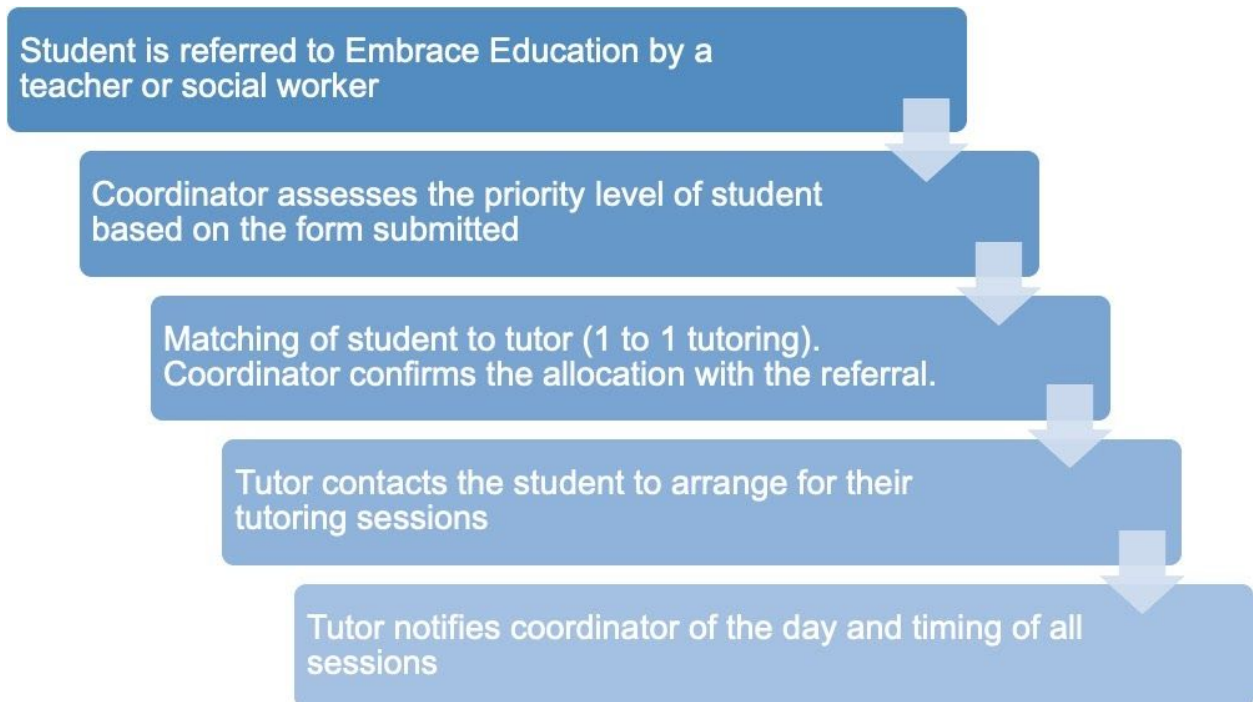 Student is referred to Embrace Education by a
teacher or social worker
Coordinator assesses the priority level of student
based on the form submitted
Matching of student to tutor (1 to 1 tutoring).
Coordinator confirms the allocation with the referral.
Tutor contacts the student to arrange for their
tutoring sessions
Tutor notifies coordinator of the day and timing of all
sessions